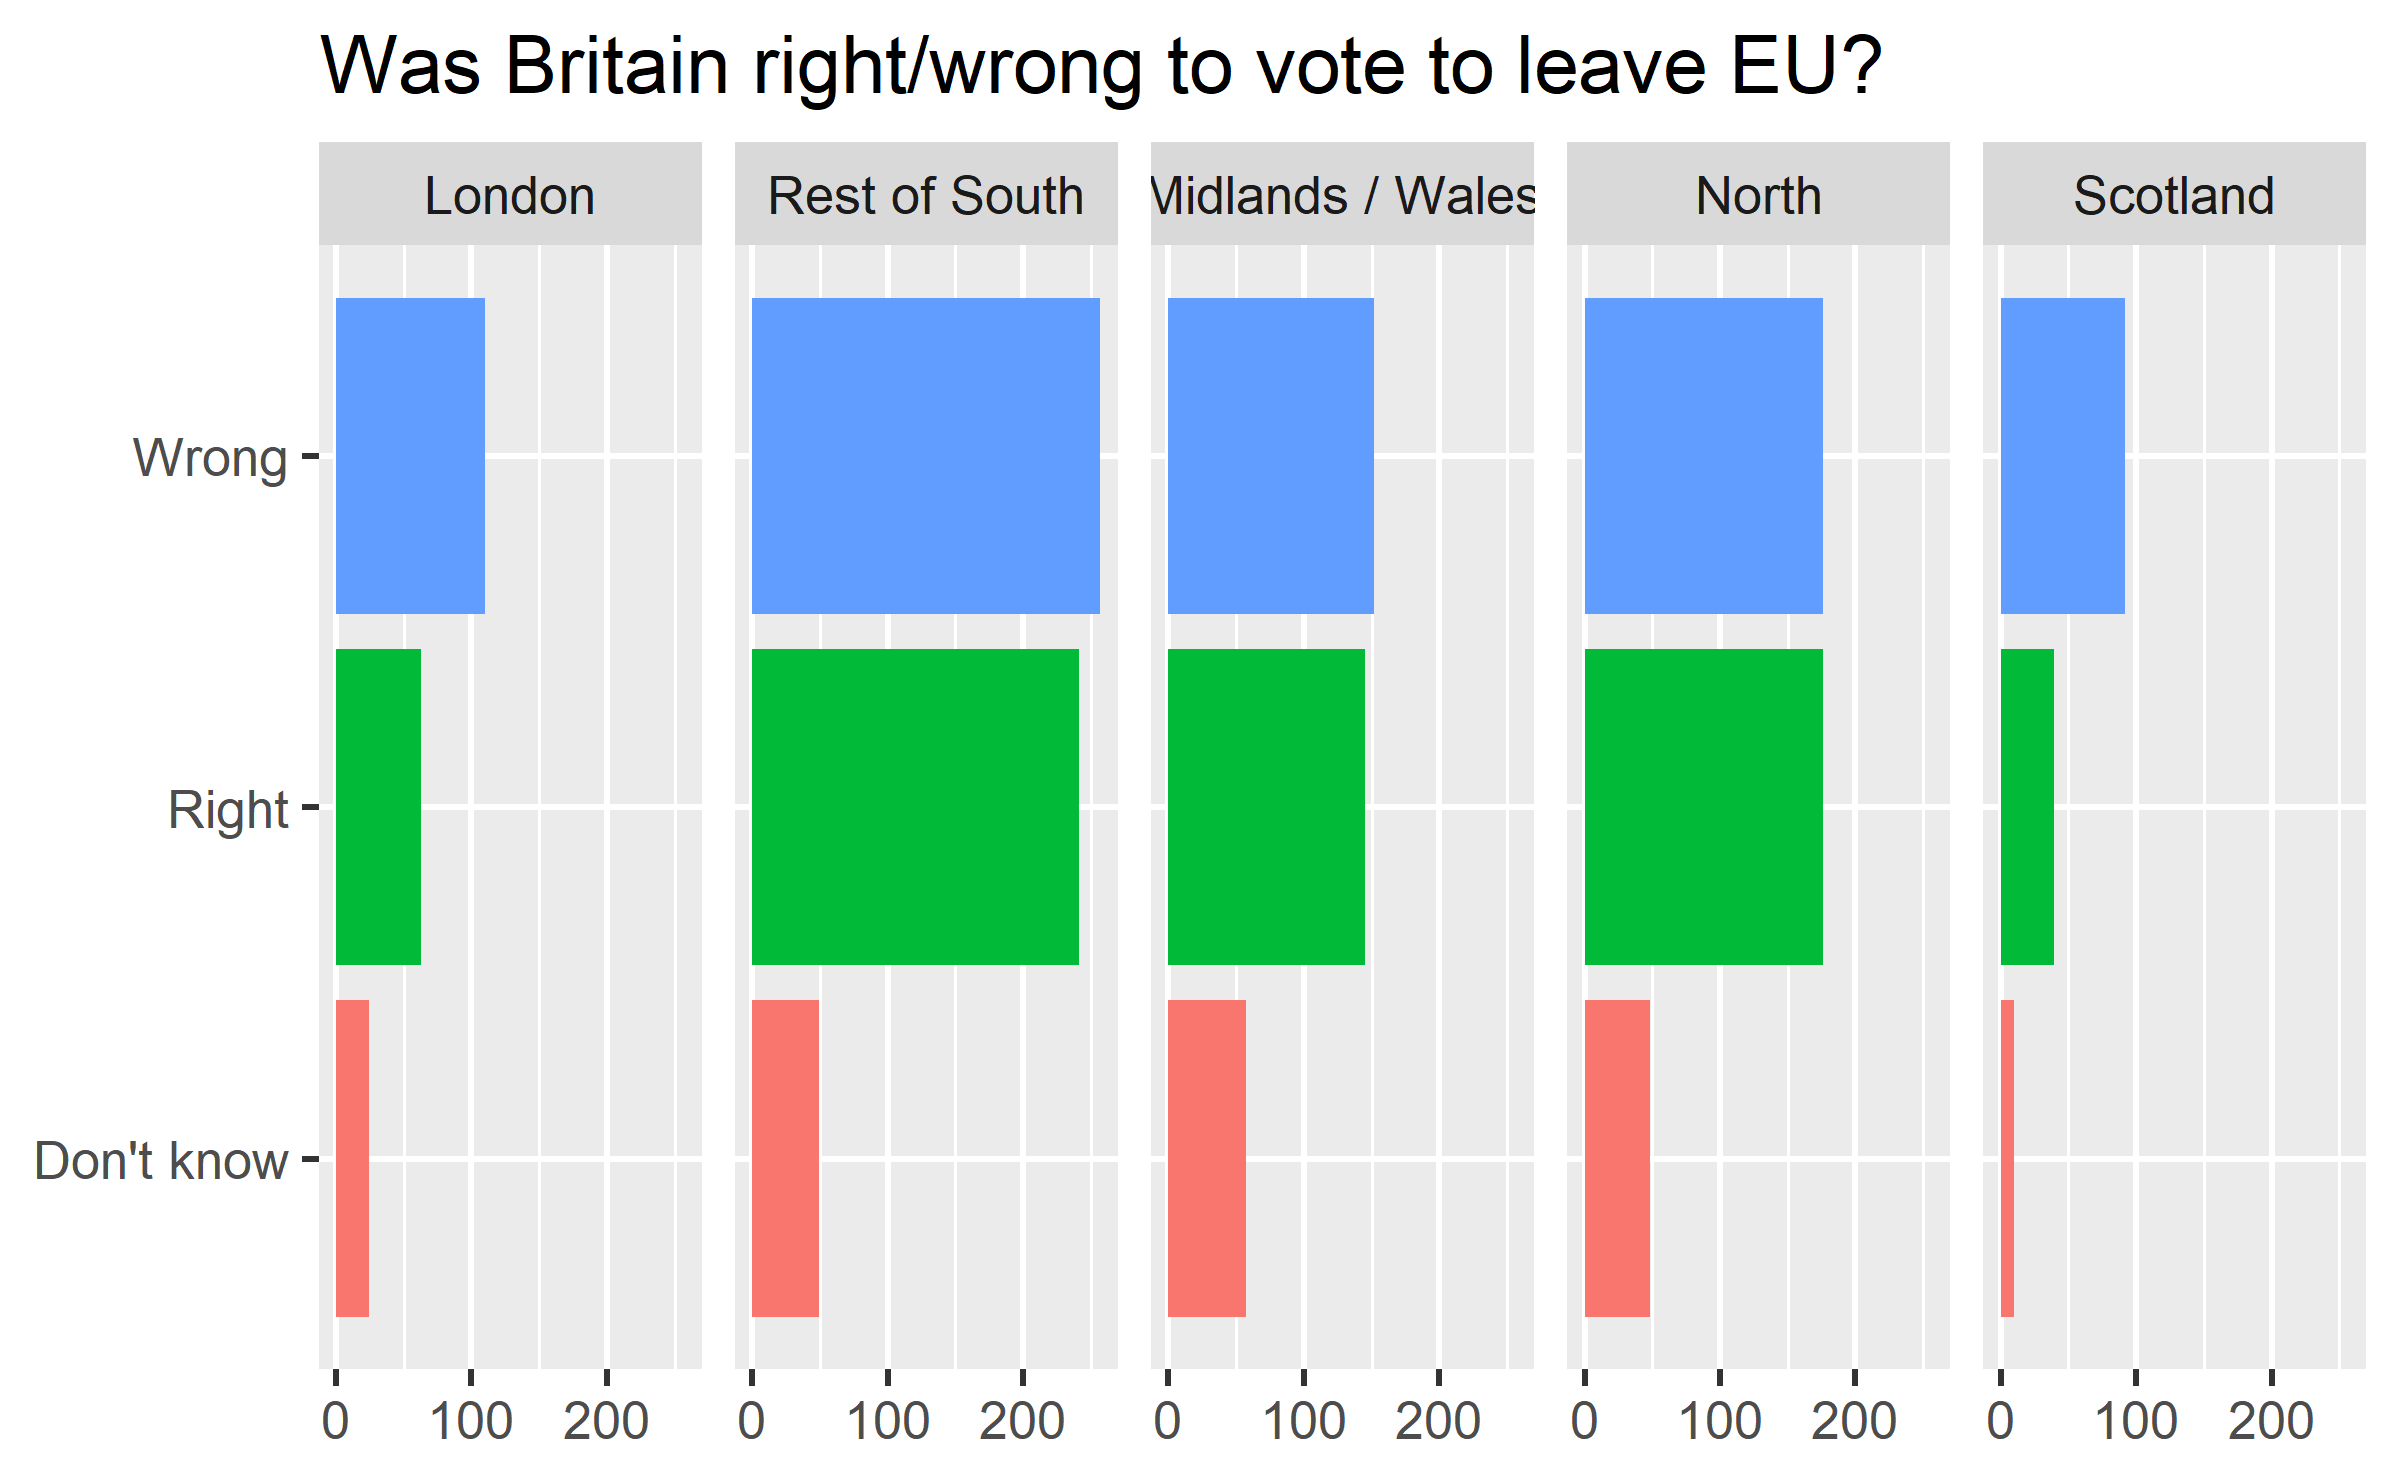 Was Britain right/wrong to vote to leave EU?
London Rest of South Midlands / Wales North Scotland
Wrong
Right
Don't know
0 100 200 0 100 200 0 100 200 0 100 200 0 100 200